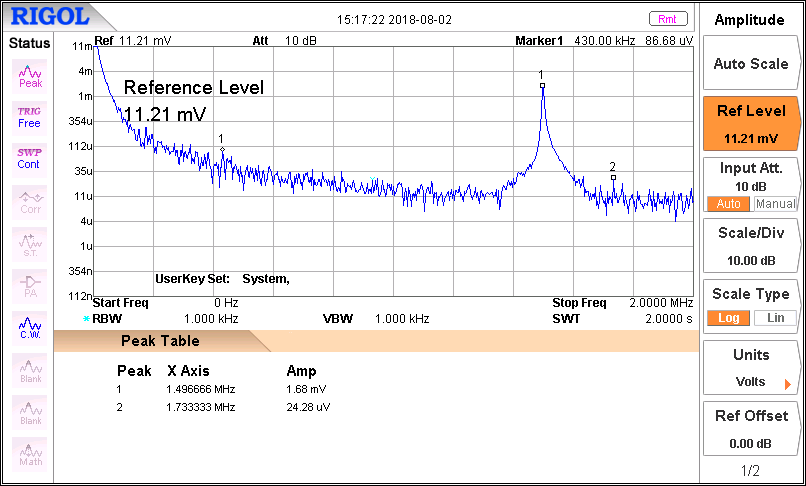 RIGOL
15:17:22 2018-08-02
Rmt
Status
Peak
TRIG
Free
SWP
Cont
Corr
S.T.
PA
C.W.
Blank
Blank
Math
Ref 11.21 mV Att 10 dB Marker1 430.00 kHz 86.68 uV
11m
4m
1m
354u
112u
35u
11u
4u
1u
354n
112n
Reference Level
11.21 mV
1
1
2
UserKey Set: System,
Start Freq 0 Hz Stop Freq 2.0000 MHz
*RBW 1.000 kHz VBW 1.000 kHz SWT 2.0000 s
Peak Table
Peak X Axis Amp
1 1.496666 MHz 1.68 mV
2 1.733333 MHz 24.28 uV
Amplitude
Auto Scale
Ref Level
11.21 mV
Input Att.
10 dB
Auto Manual
Scale/Div
10.00 dB
Scale Type
Log Lin
Units
Volts
Ref Offset
0.00 dB
1/2